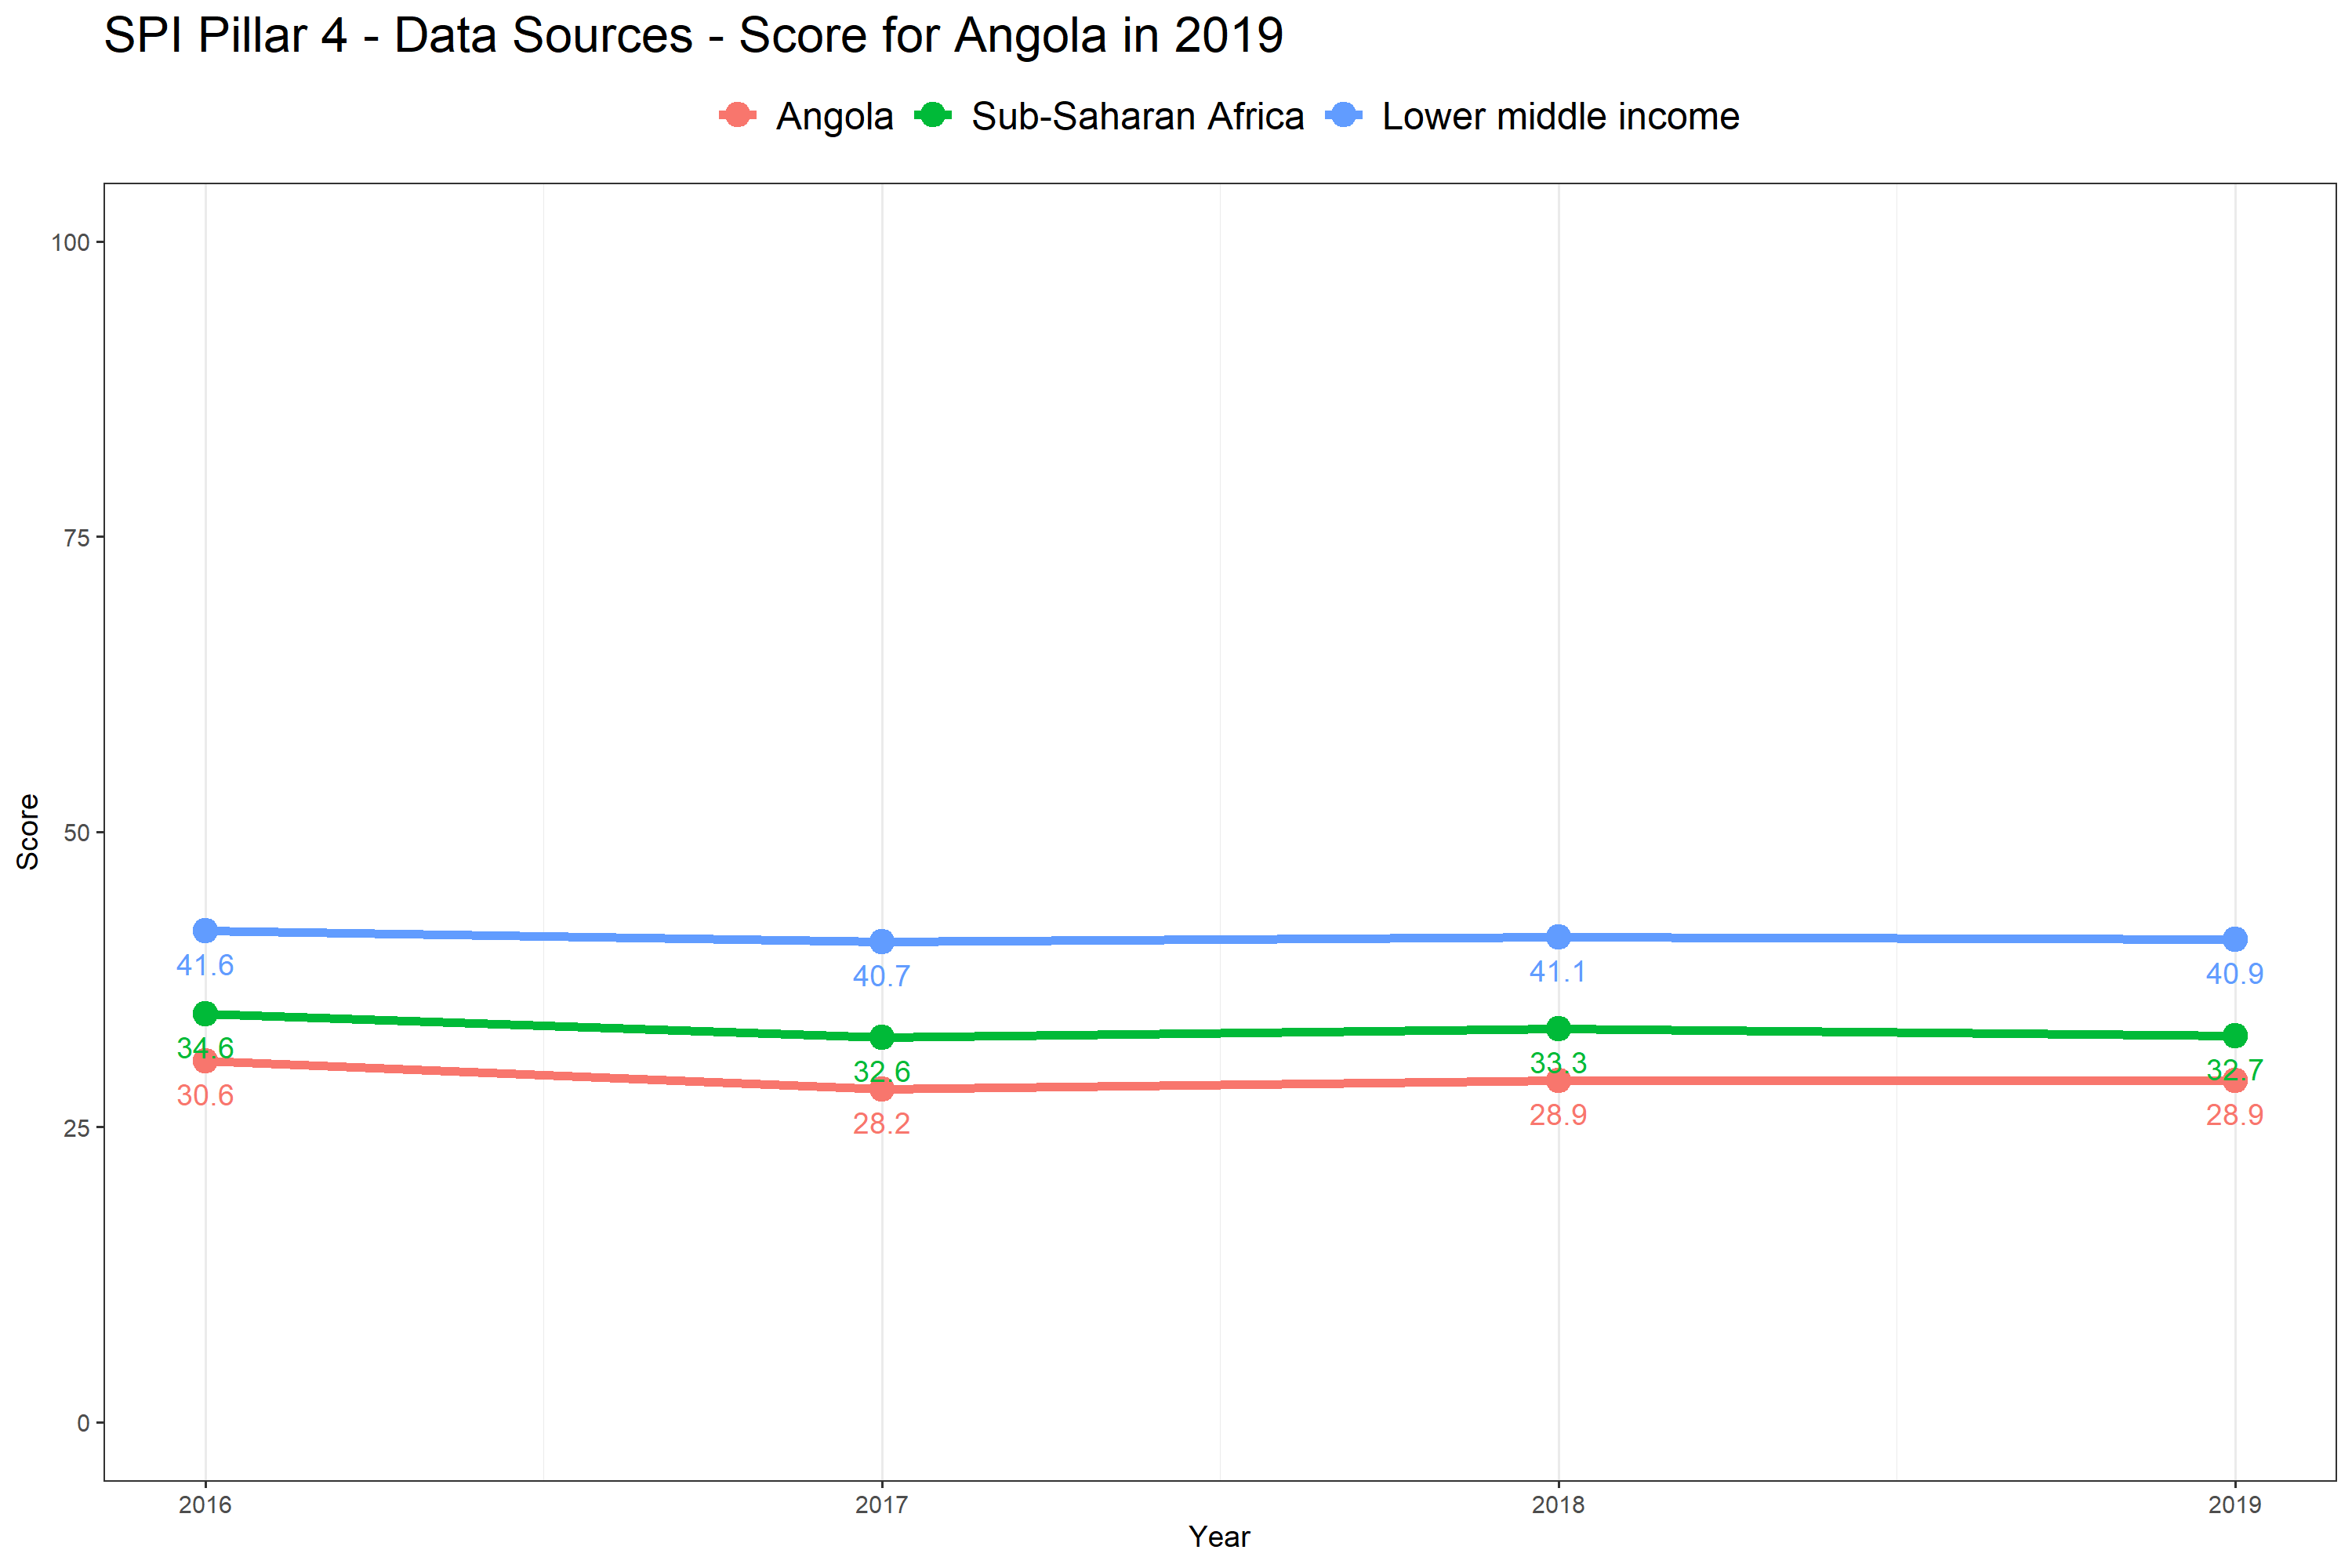 SPI Pillar 4 - Data Sources - Score for Angola in 2019
Angola Sub-Saharan Africa Lower middle income
100
75
50
25
0
Score
41.6 40.7 41.1 40.9
34.6 32.6 33.3 32.7
30.6 28.2 28.9 28.9
2016 2017 2018 2019
Year